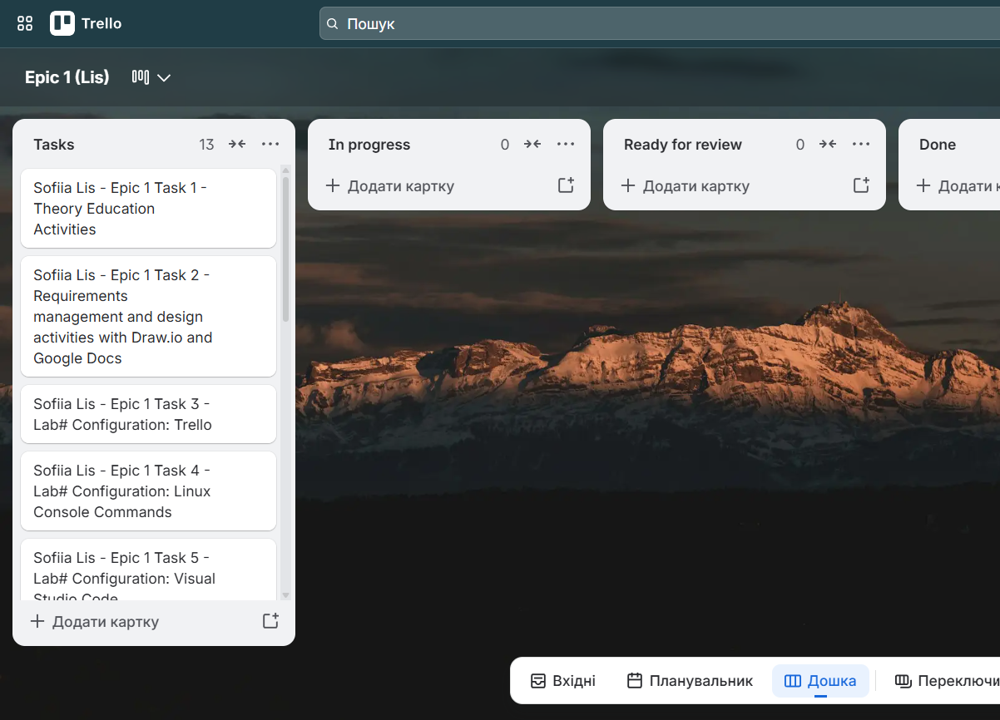 Trello
Пошук
Epic 1 (Lis)
Tasks 13
Sofiia Lis - Epic 1 Task 1 -
Theory Education
Activities
Sofiia Lis - Epic 1 Task 2 -
Requirements
management and design
activities with Draw.io and
Google Docs
Sofiia Lis - Epic 1 Task 3 -
Lab# Configuration: Trello
Sofiia Lis - Epic 1 Task 4 -
Lab# Configuration: Linux
Console Commands
Sofiia Lis - Epic 1 Task 5 -
Lab# Configuration: Visual
Studio Code
Додати картку
In progress 0
Додати картку
Ready for review 0
Додати картку
Done
Додати к
Вхідні
Планувальник
Дошка
Переключи